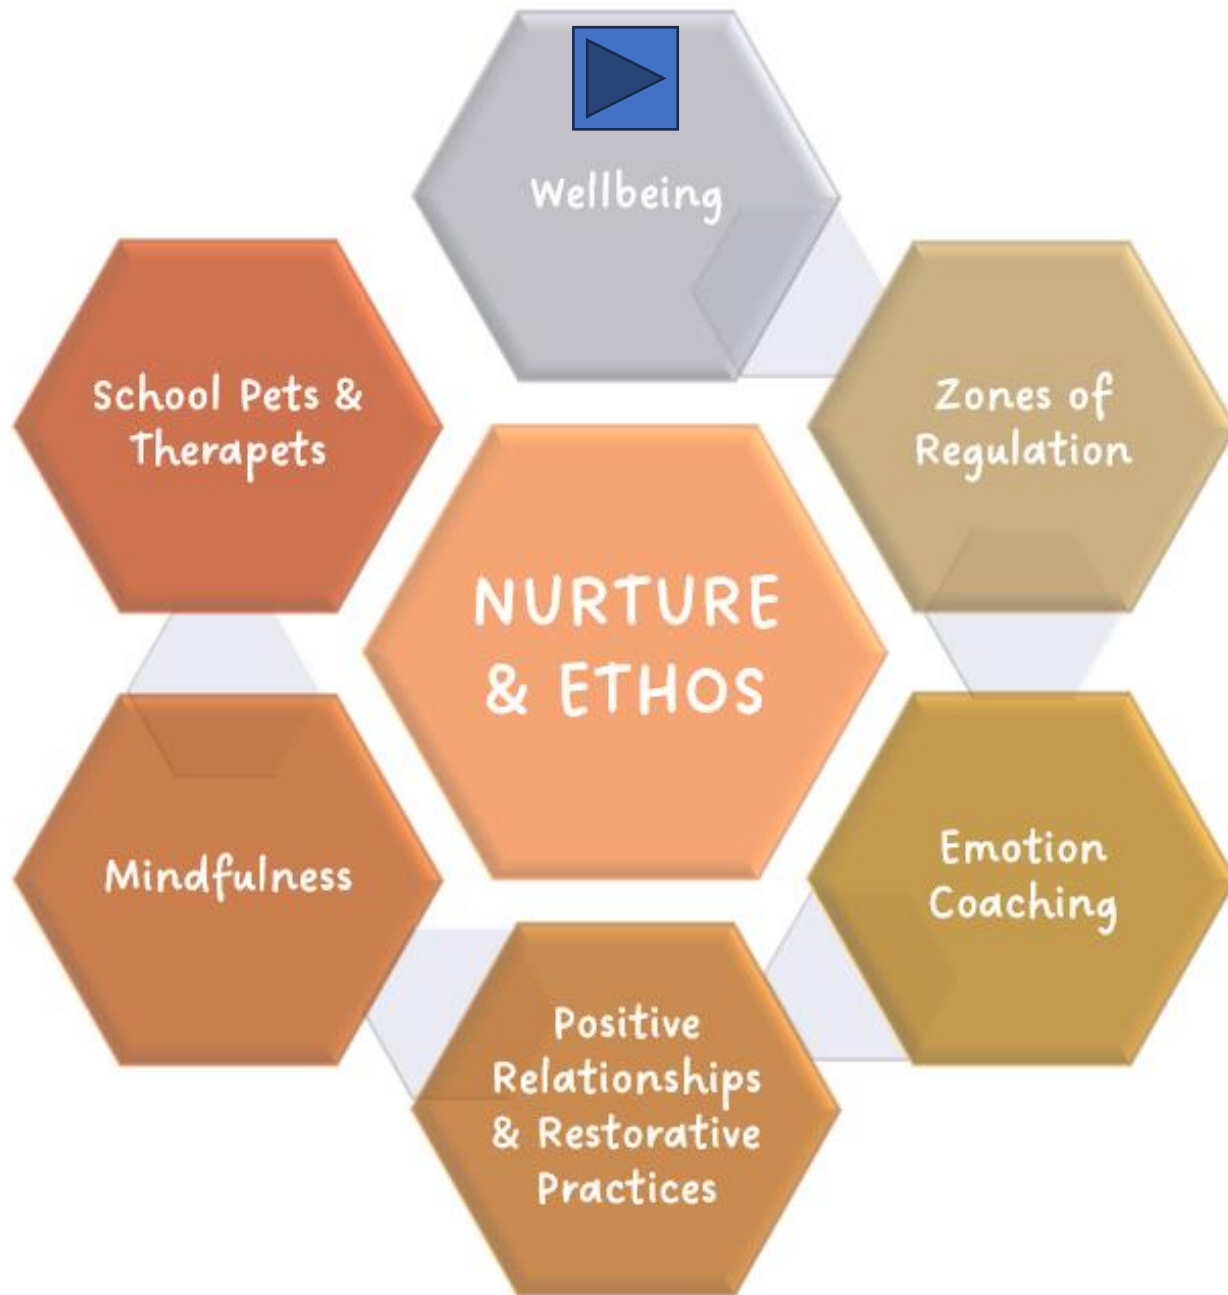 Wellbeing
School Pets &
Therapets
Zones of
Regulation
NURTURE
& ETHOS
Mindfulness
Emotion
Coaching
Positive
Relationships
& Restorative
Practices